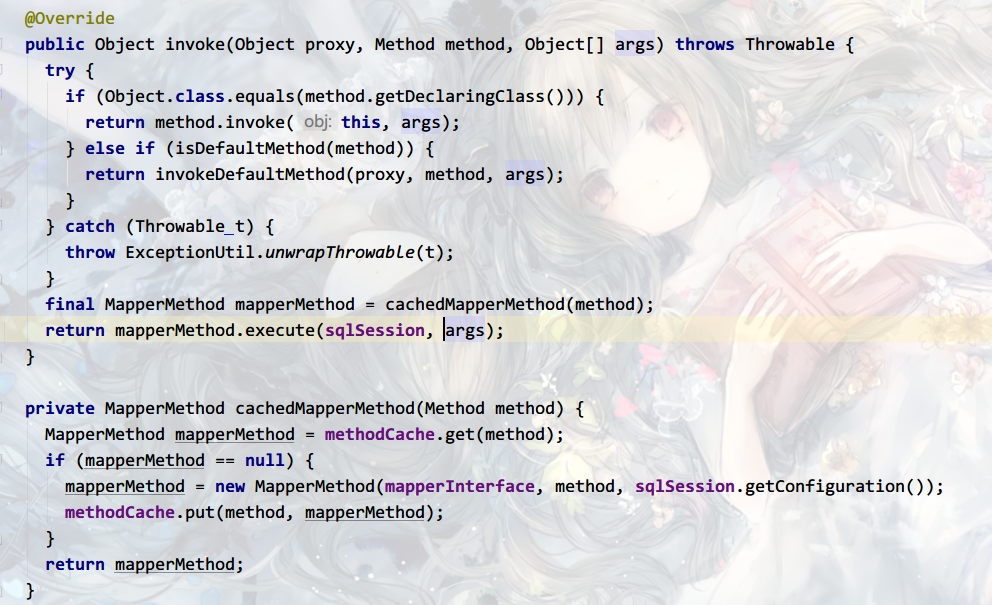 @Override
public Object invoke(Object proxy, Method method, Object[] args) throws Throwable {
try {
if (Object.class.equals(method.getDeclaringClass())) {
return method.invoke( obj: this, args);
} else if (isDefaultMethod(method)) {
return invokeDefaultMethod(proxy, method, args);
}
} catch (Throwable t) {
throw ExceptionUtil.unwrapThrowable(t);
}
final MapperMethod mapperMethod = cachedMapperMethod(method);
return mapperMethod.execute(sqlSession, args);
}
private MapperMethod cachedMapperMethod(Method method) {
MapperMethod mapperMethod = methodCache.get(method);
if (mapperMethod == null) {
mapperMethod = new MapperMethod(mapperInterface, method, sqlSession.getConfiguration());
methodCache.put(method, mapperMethod);
}
return mapperMethod;
}